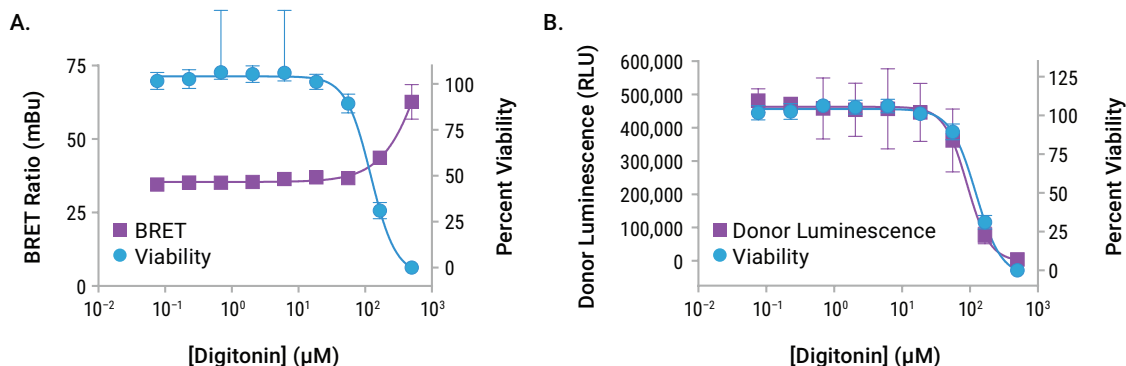 A.
BRET Ratio (mBu)
75
50
25
0
100
75
50
25
0
Percent Viability
BRET
Viability
10⁻² 10⁻¹ 10⁰ 10¹ 10² 10³
[Digitonin] (μM)
B.
Donor Luminescence (RLU)
600,000
500,000
400,000
300,000
200,000
100,000
0
125
100
75
50
25
0
Percent Viability
Donor Luminescence
Viability
10⁻² 10⁻¹ 10⁰ 10¹ 10² 10³
[Digitonin] (μM)